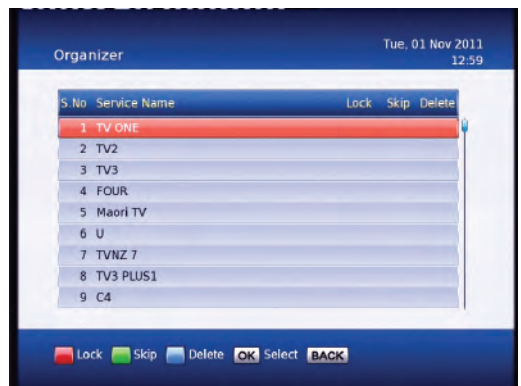 Tue, 01 Nov 2011
Organizer
12:59
S.No Service Name Lock Skip Delete
1 TV ONE
2 TV2
3 TV3
4 FOUR
5 Maori TV
6 U
7 TVNZ 7
8 TV3 PLUS1
9 C4
Lock Skip Delete OK Select BACK